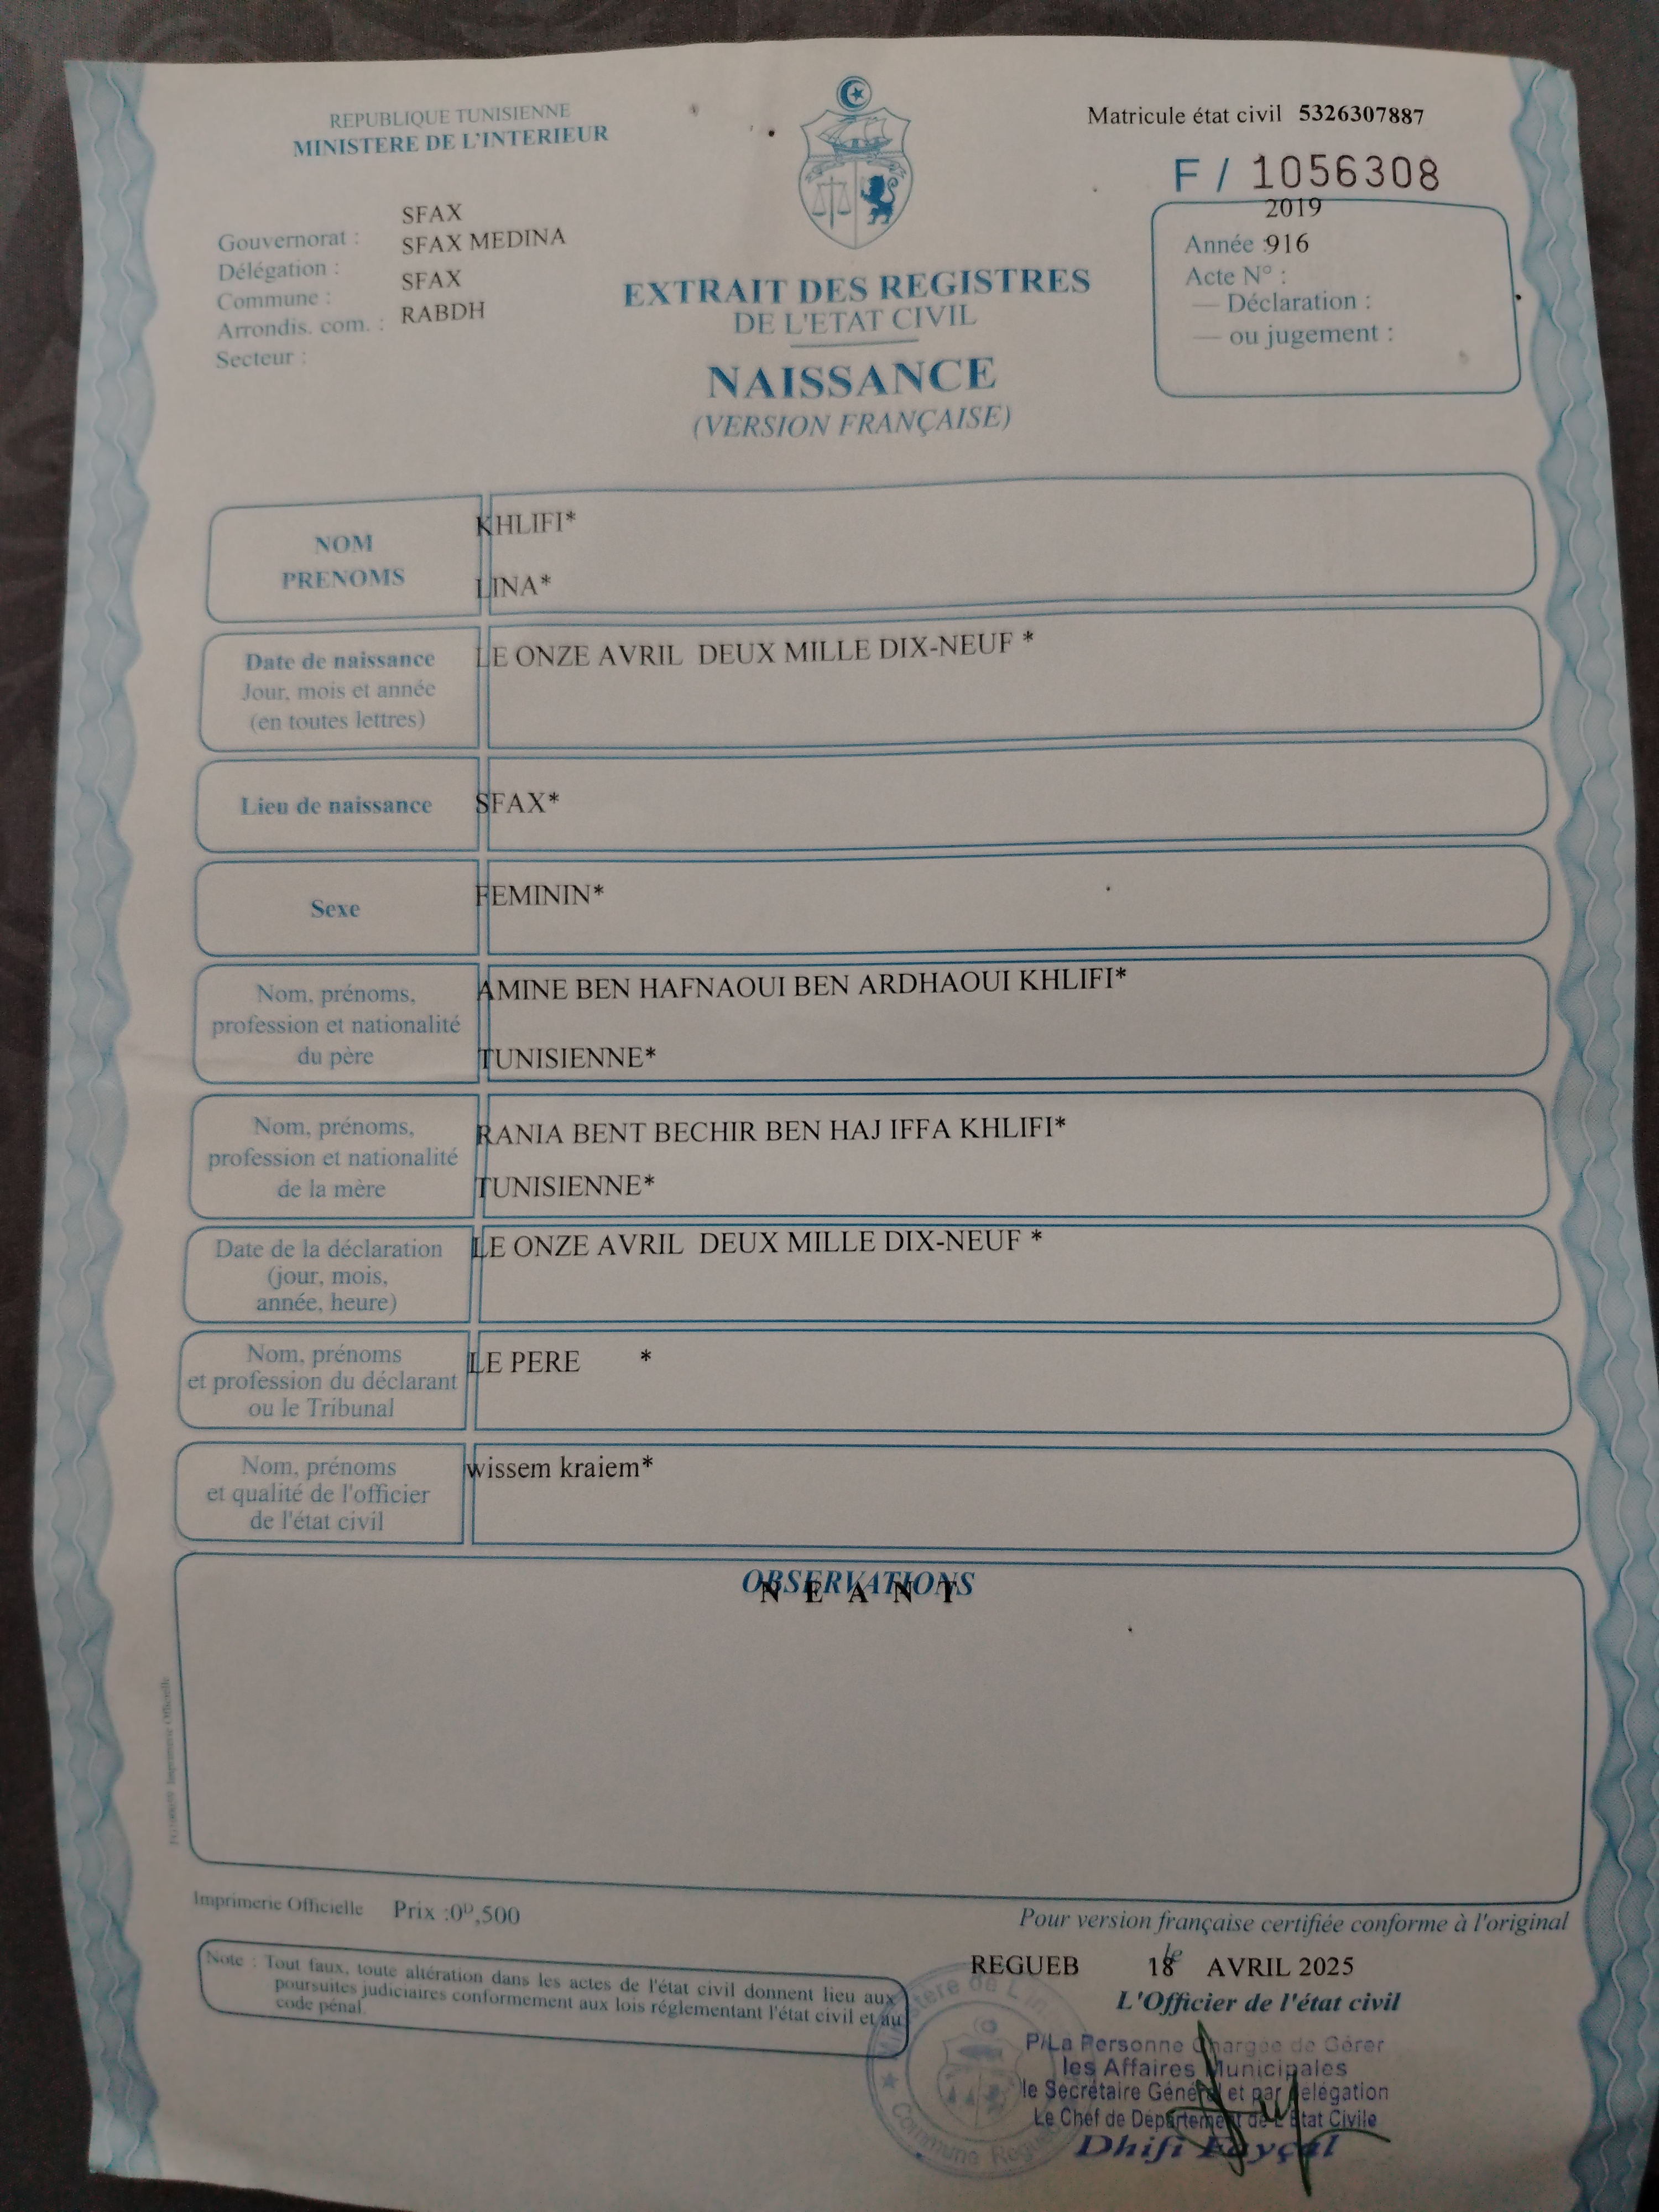 REPUBLIQUE TUNISIENNE
MINISTERE DE L'INTERIEUR
Matricule état civil 5326307887
F / 1056308
2019
Année :916
Acte N° :
— Déclaration :
— ou jugement :
SFAX
Gouvernorat :
SFAX MEDINA
Délégation :
SFAX
Commune :
RABDH
Arrondis. com. :
Secteur :
EXTRAIT DES REGISTRES
DE L'ETAT CIVIL
NAISSANCE
(VERSION FRANÇAISE)
NOM
PRENOMS
KHLIFI*
LINA*
Date de naissance
Jour, mois et année
(en toutes lettres)
LE ONZE AVRIL DEUX MILLE DIX-NEUF *
Lieu de naissance
SFAX*
Sexe
FEMININ*
Nom, prénoms,
profession et nationalité
du père
AMINE BEN HAFNAOUI BEN ARDHAOUI KHLIFI*
TUNISIENNE*
Nom, prénoms,
profession et nationalité
de la mère
RANIA BENT BECHIR BEN HAJ IFFA KHLIFI*
TUNISIENNE*
Date de la déclaration
(jour, mois,
année, heure)
LE ONZE AVRIL DEUX MILLE DIX-NEUF *
Nom, prénoms
et profession du déclarant
ou le Tribunal
LE PERE *
Nom, prénoms
et qualité de l'officier
de l'état civil
wissem kraiem*
OBSERVATIONS
N E A N T
Imprimerie Officielle
Imprimerie Officielle Prix :0ᴰ,500
Pour version française certifiée conforme à l'original
Note : Tout faux, toute altération dans les actes de l'état civil donnent lieu aux
poursuites judiciaires conformement aux lois réglementant l'état civil et au
code pénal.
REGUEB le 18 AVRIL 2025
L'Officier de l'état civil
P/La Personne Chargée de Gérer
les Affaires Municipales
le Secrétaire Général et par délégation
Le Chef de Département de L'Etat Civile
Dhifi Fayçal
Ministère de L'in
Commune Regueb